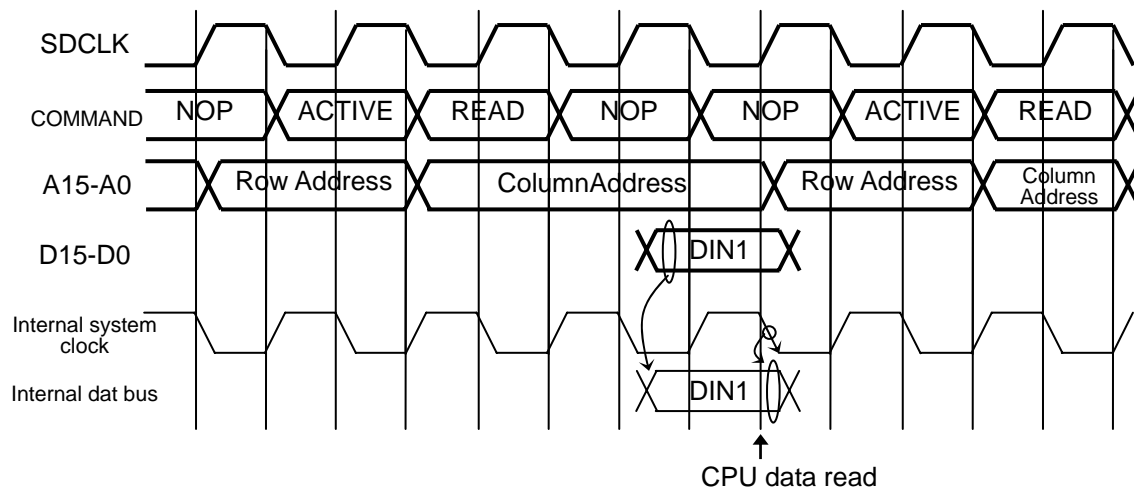 SDCLK
COMMAND NOP ACTIVE READ NOP NOP ACTIVE READ
A15-A0 Row Address ColumnAddress Row Address Column
Address
D15-D0 DIN1
Internal system
clock
Internal dat bus DIN1
CPU data read